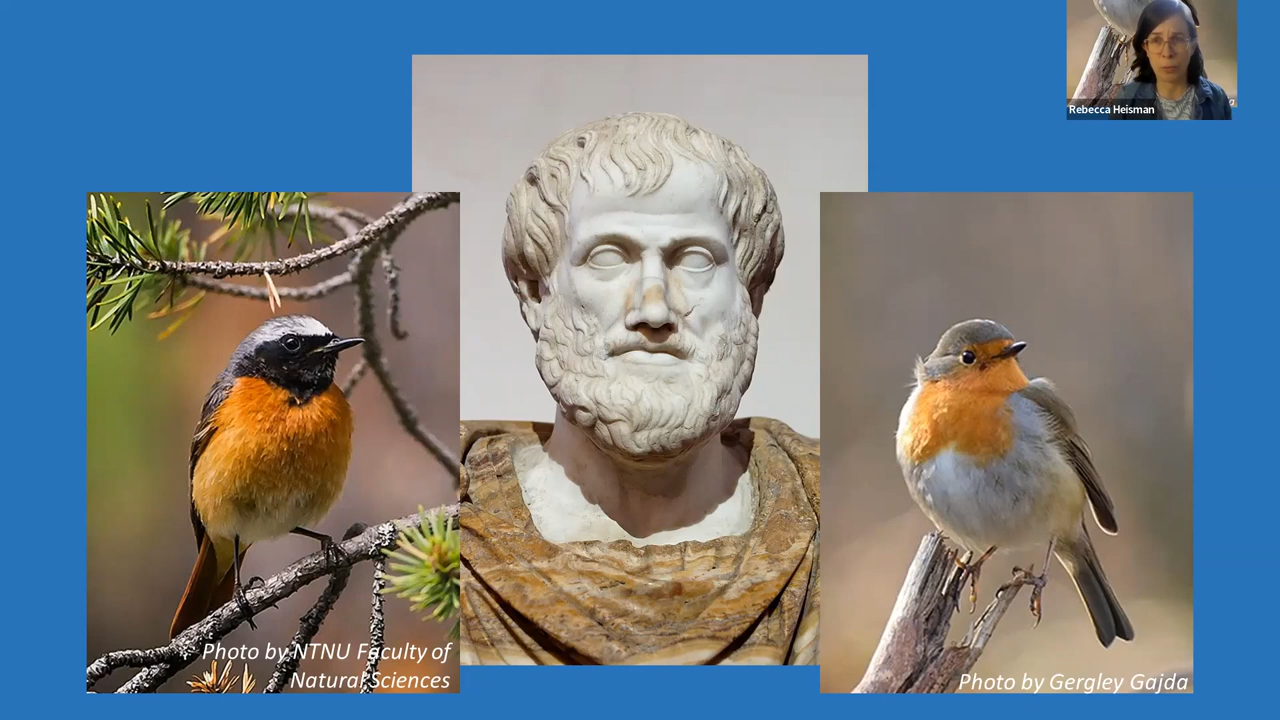 Rebecca Heisman
Photo by NTNU Faculty of
Natural Sciences
Photo by Gergley Gajda